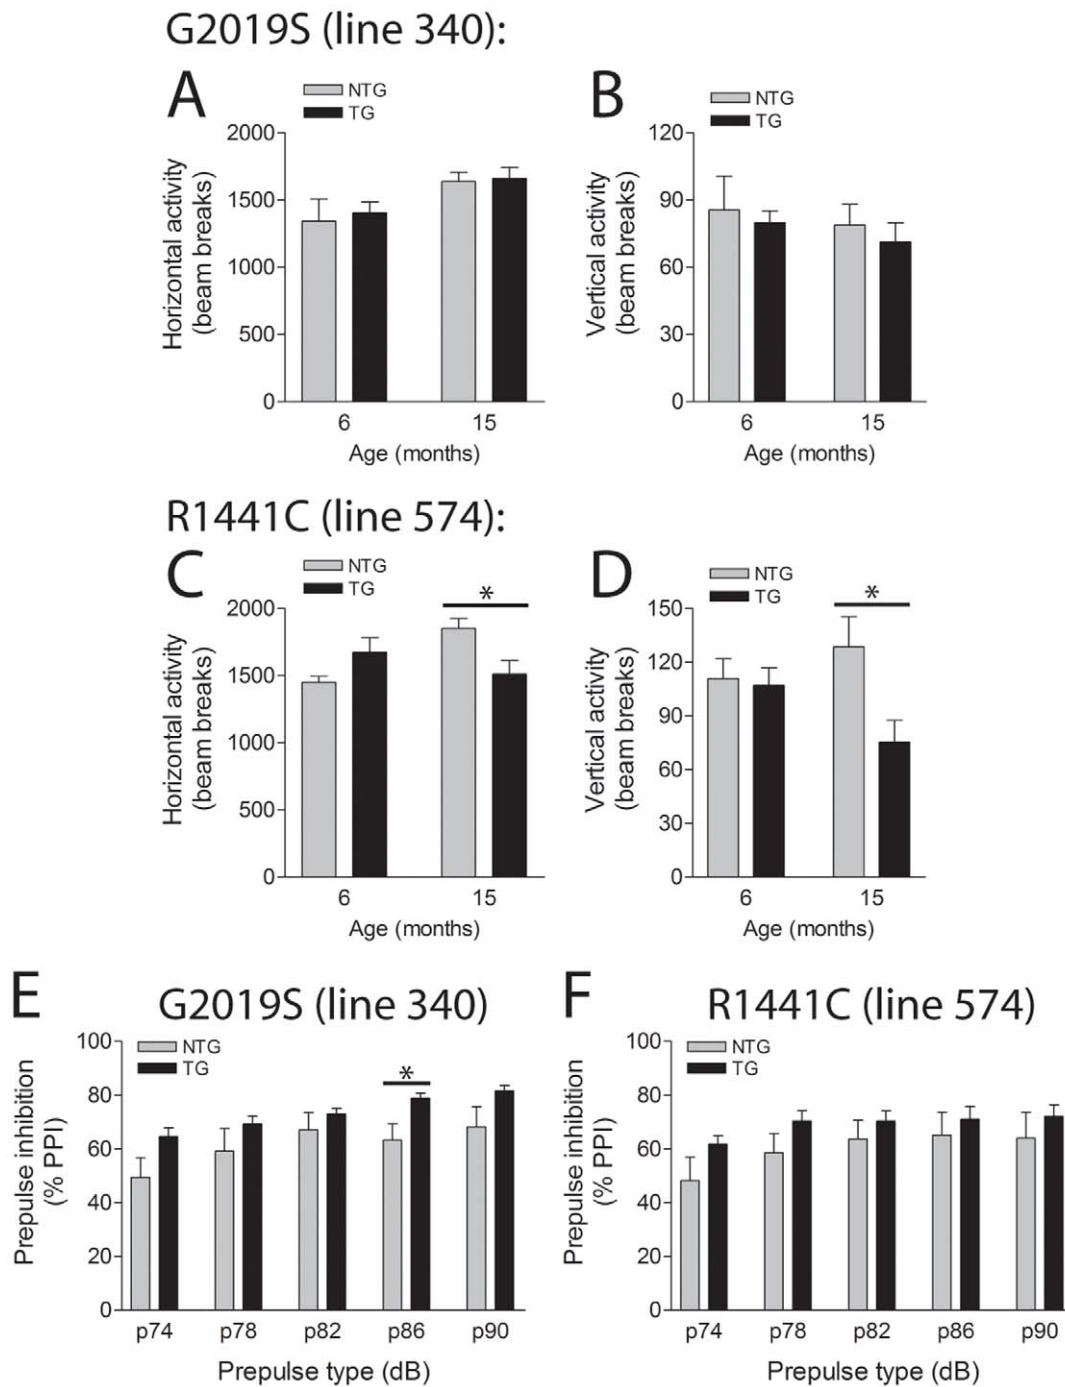 G2019S (line 340):
A
NTG
TG
2000
1500
1000
500
0
Horizontal activity
(beam breaks)
6
15
Age (months)
B
NTG
TG
120
90
60
30
0
Vertical activity
(beam breaks)
6
15
Age (months)
R1441C (line 574):
C
NTG
TG
*
2000
1500
1000
500
0
Horizontal activity
(beam breaks)
6
15
Age (months)
D
NTG
TG
*
150
120
90
60
30
0
Vertical activity
(beam breaks)
6
15
Age (months)
E
G2019S (line 340)
NTG
TG
*
100
80
60
40
20
0
Prepulse inhibition
(% PPI)
p74
p78
p82
p86
p90
Prepulse type (dB)
F
R1441C (line 574)
NTG
TG
100
80
60
40
20
0
Prepulse inhibition
(% PPI)
p74
p78
p82
p86
p90
Prepulse type (dB)